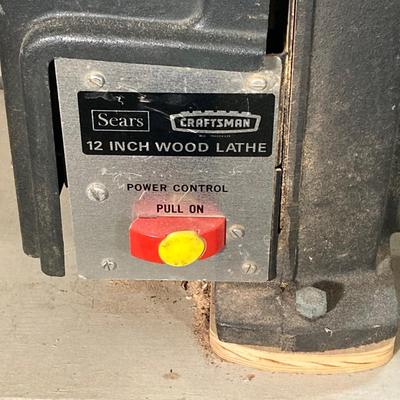 Sears
CRAFTSMAN
12 INCH WOOD LATHE
POWER CONTROL
PULL ON